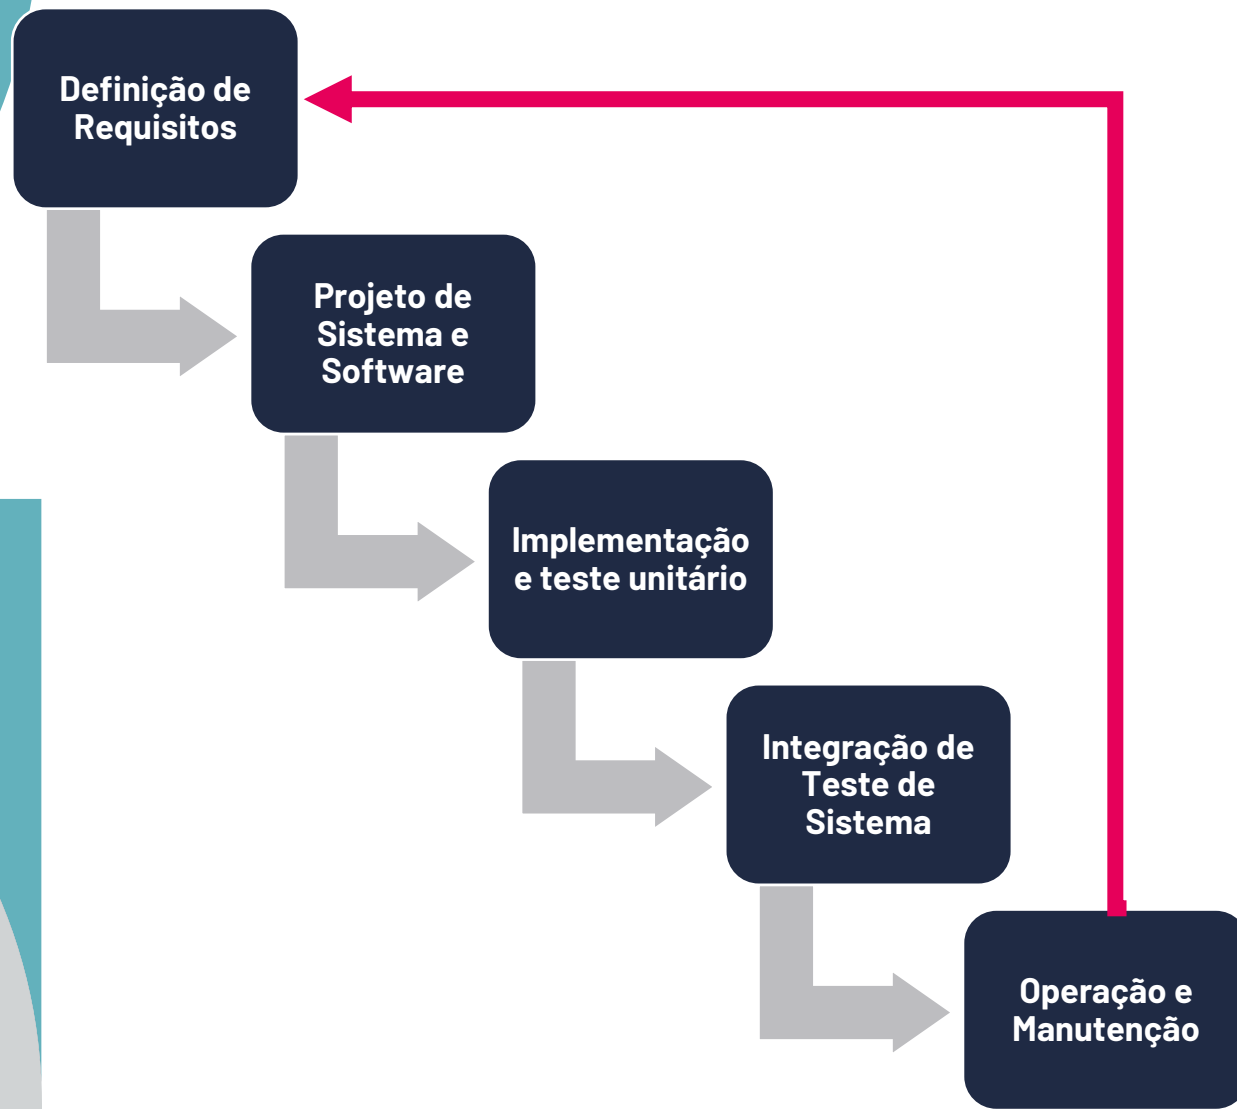 Definição de
Requisitos
Projeto de
Sistema e
Software
Implementação
e teste unitário
Integração de
Teste de
Sistema
Operação e
Manutenção